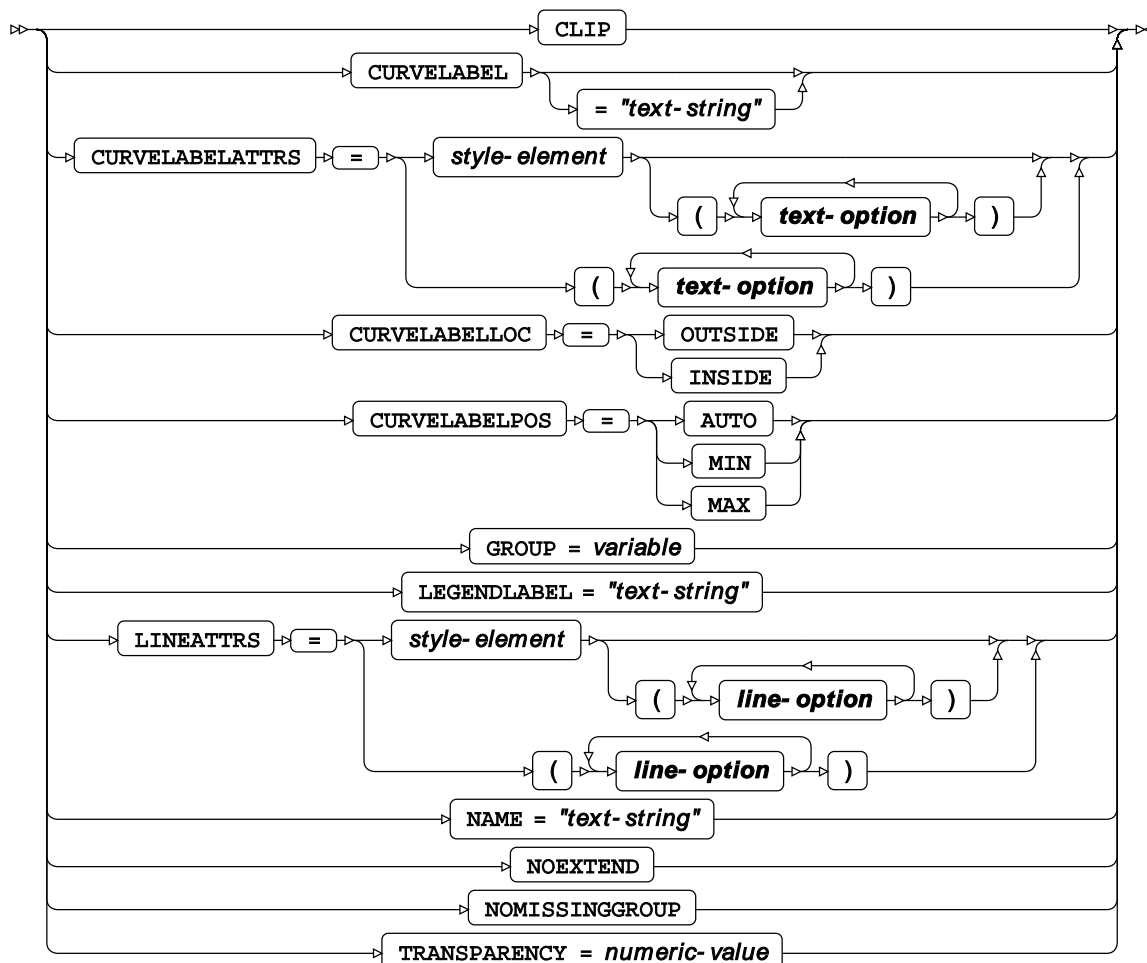 CLIP
CURVELABEL
= "text-string"
CURVELABELATTRS = style-element
( text-option )
( text-option )
CURVELABELLOC = OUTSIDE
INSIDE
CURVELABELPOS = AUTO
MIN
MAX
GROUP = variable
LEGENDLABEL = "text-string"
LINEATTRS = style-element
( line-option )
( line-option )
NAME = "text-string"
NOEXTEND
NOMISSINGGROUP
TRANSPARENCY = numeric-value